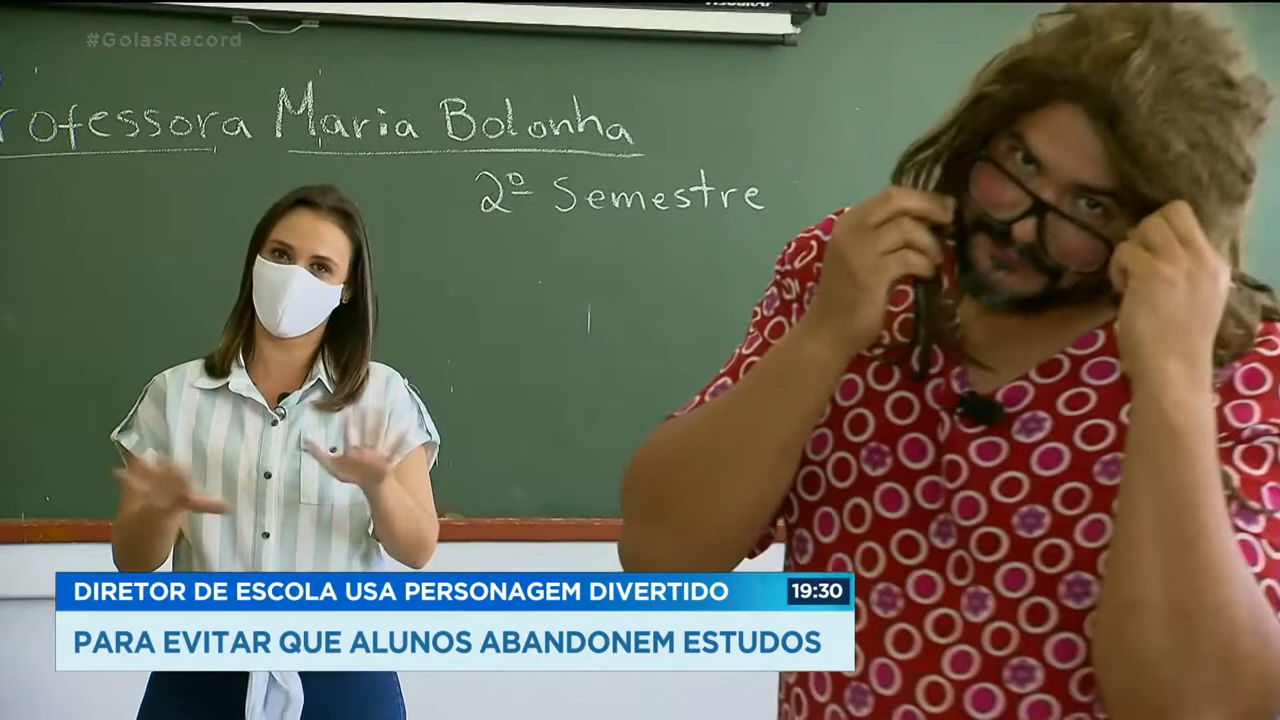 #GoiasRecord
rofessora Maria Bolonha
2º Semestre
DIRETOR DE ESCOLA USA PERSONAGEM DIVERTIDO
19:30
PARA EVITAR QUE ALUNOS ABANDONEM ESTUDOS